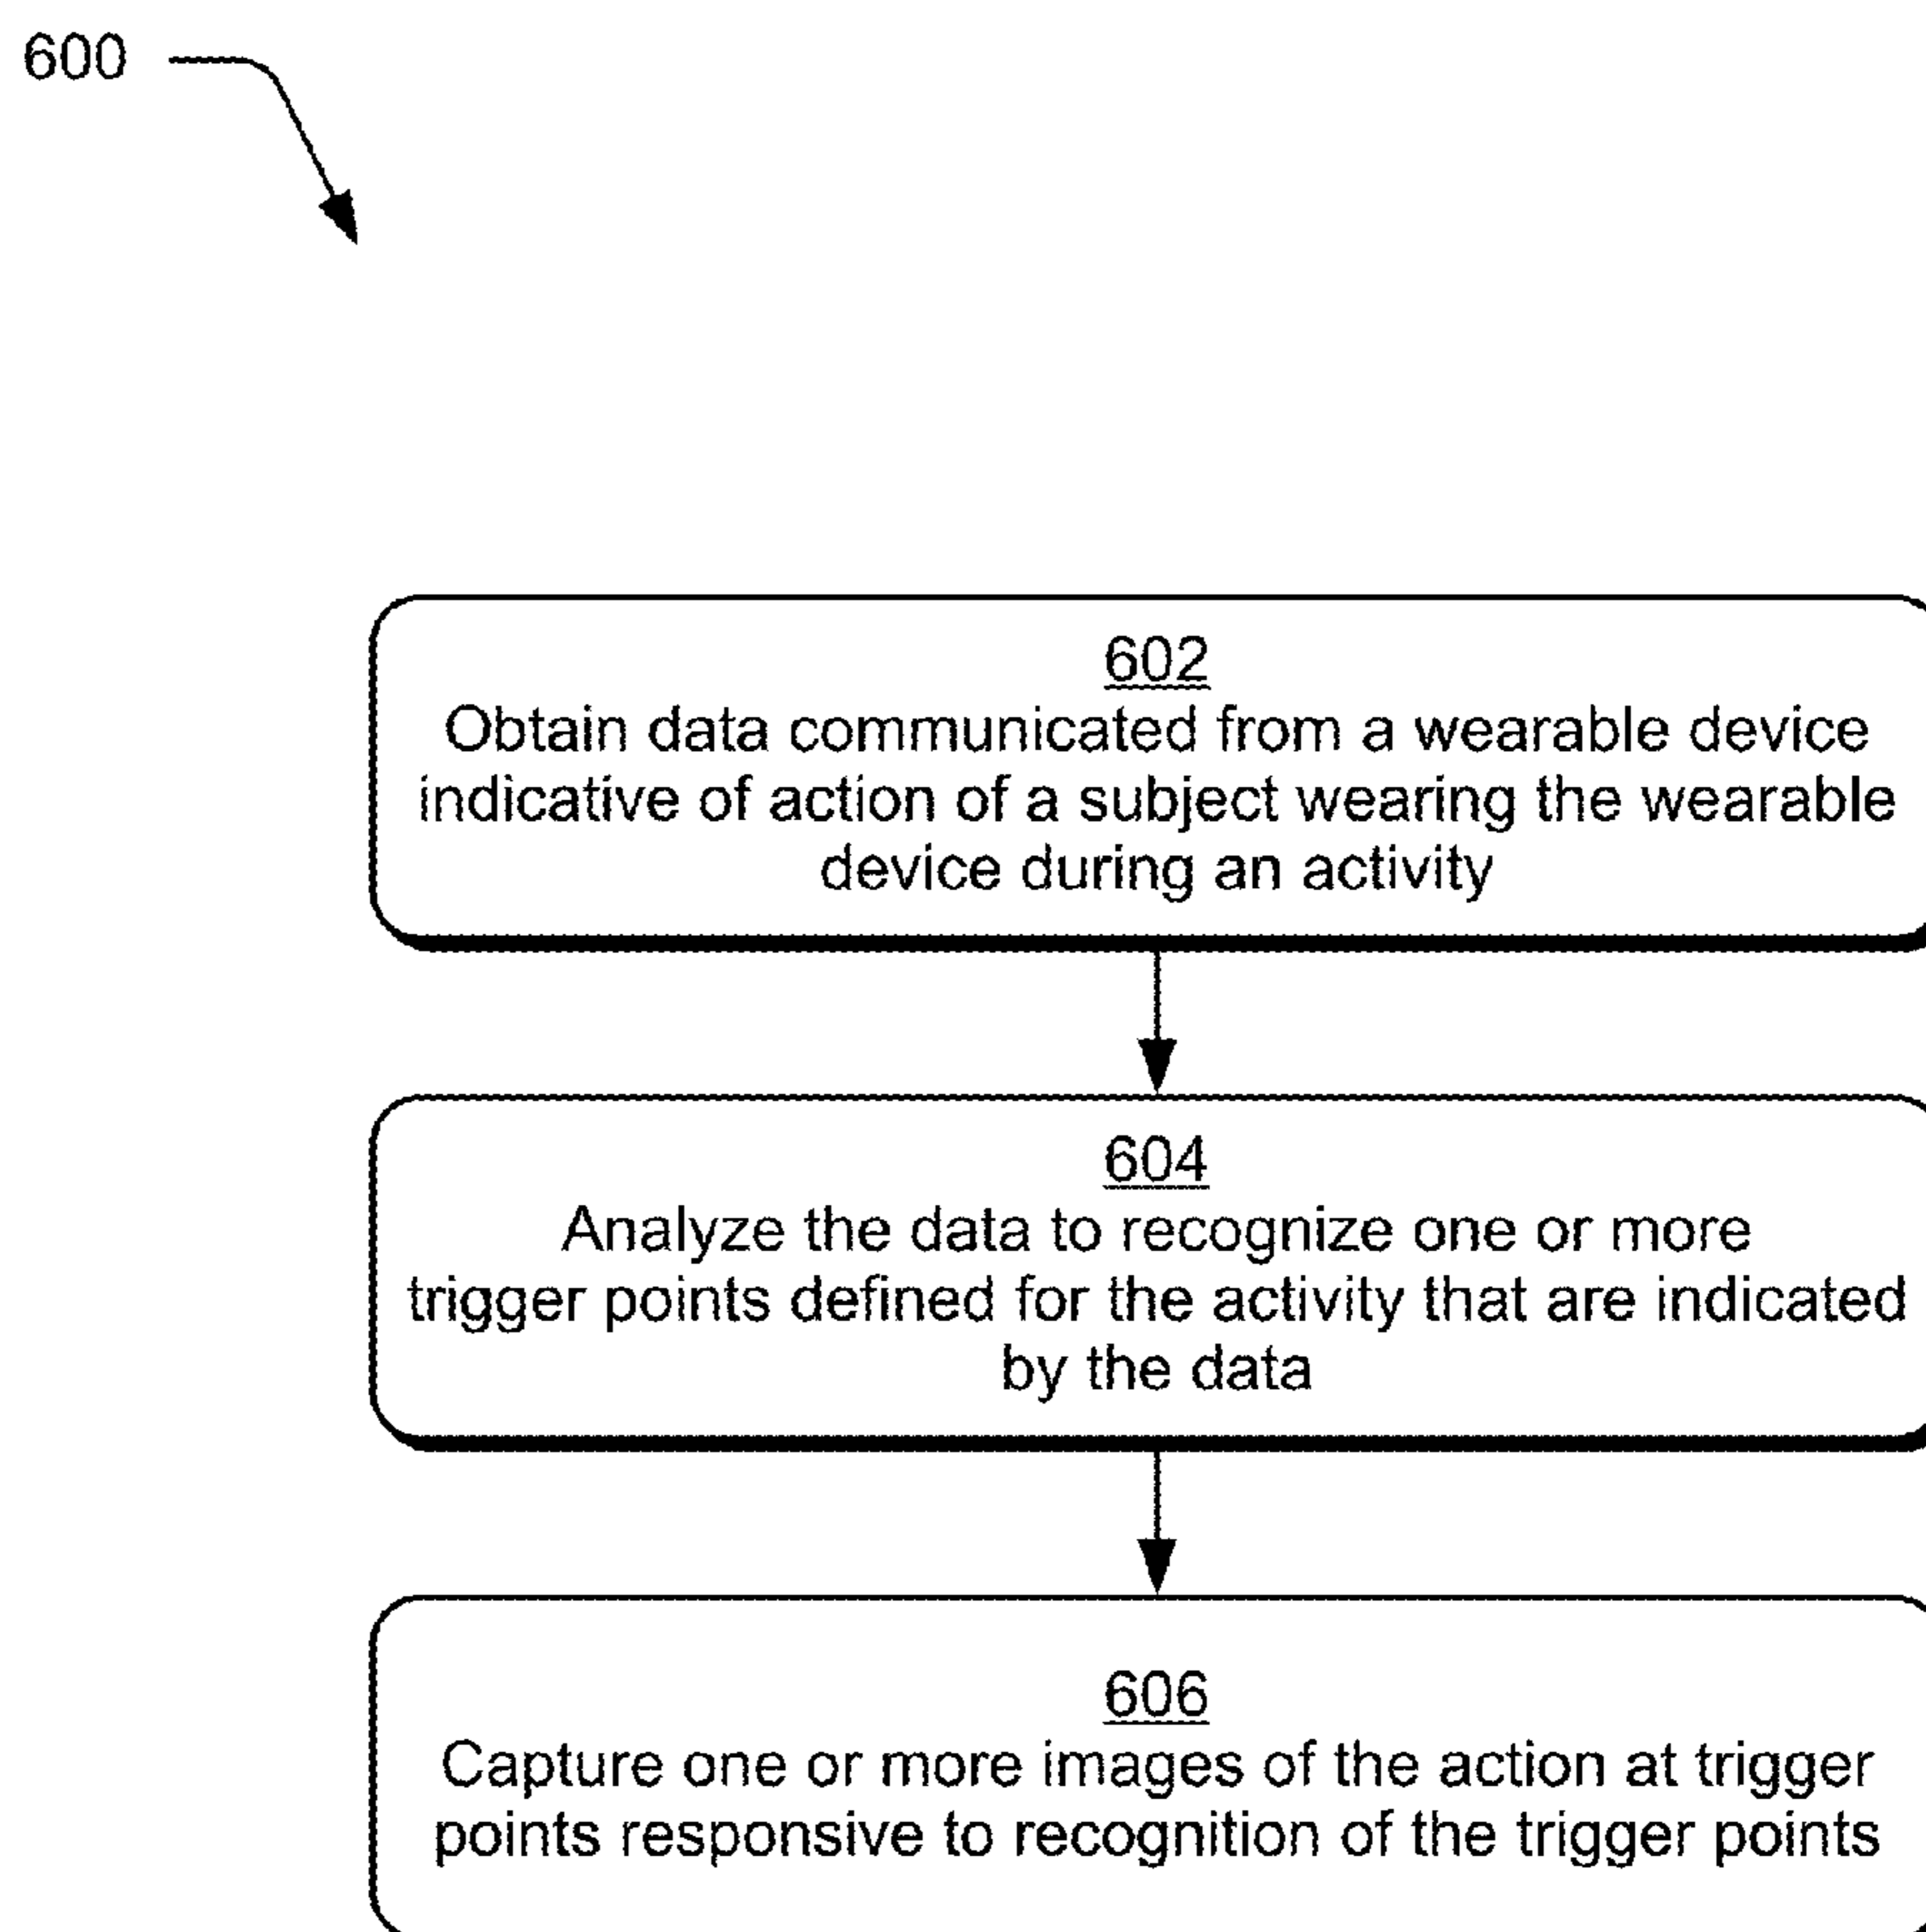 600
602
Obtain data communicated from a wearable device
indicative of action of a subject wearing the wearable
device during an activity
604
Analyze the data to recognize one or more
trigger points defined for the activity that are indicated
by the data
606
Capture one or more images of the action at trigger
points responsive to recognition of the trigger points